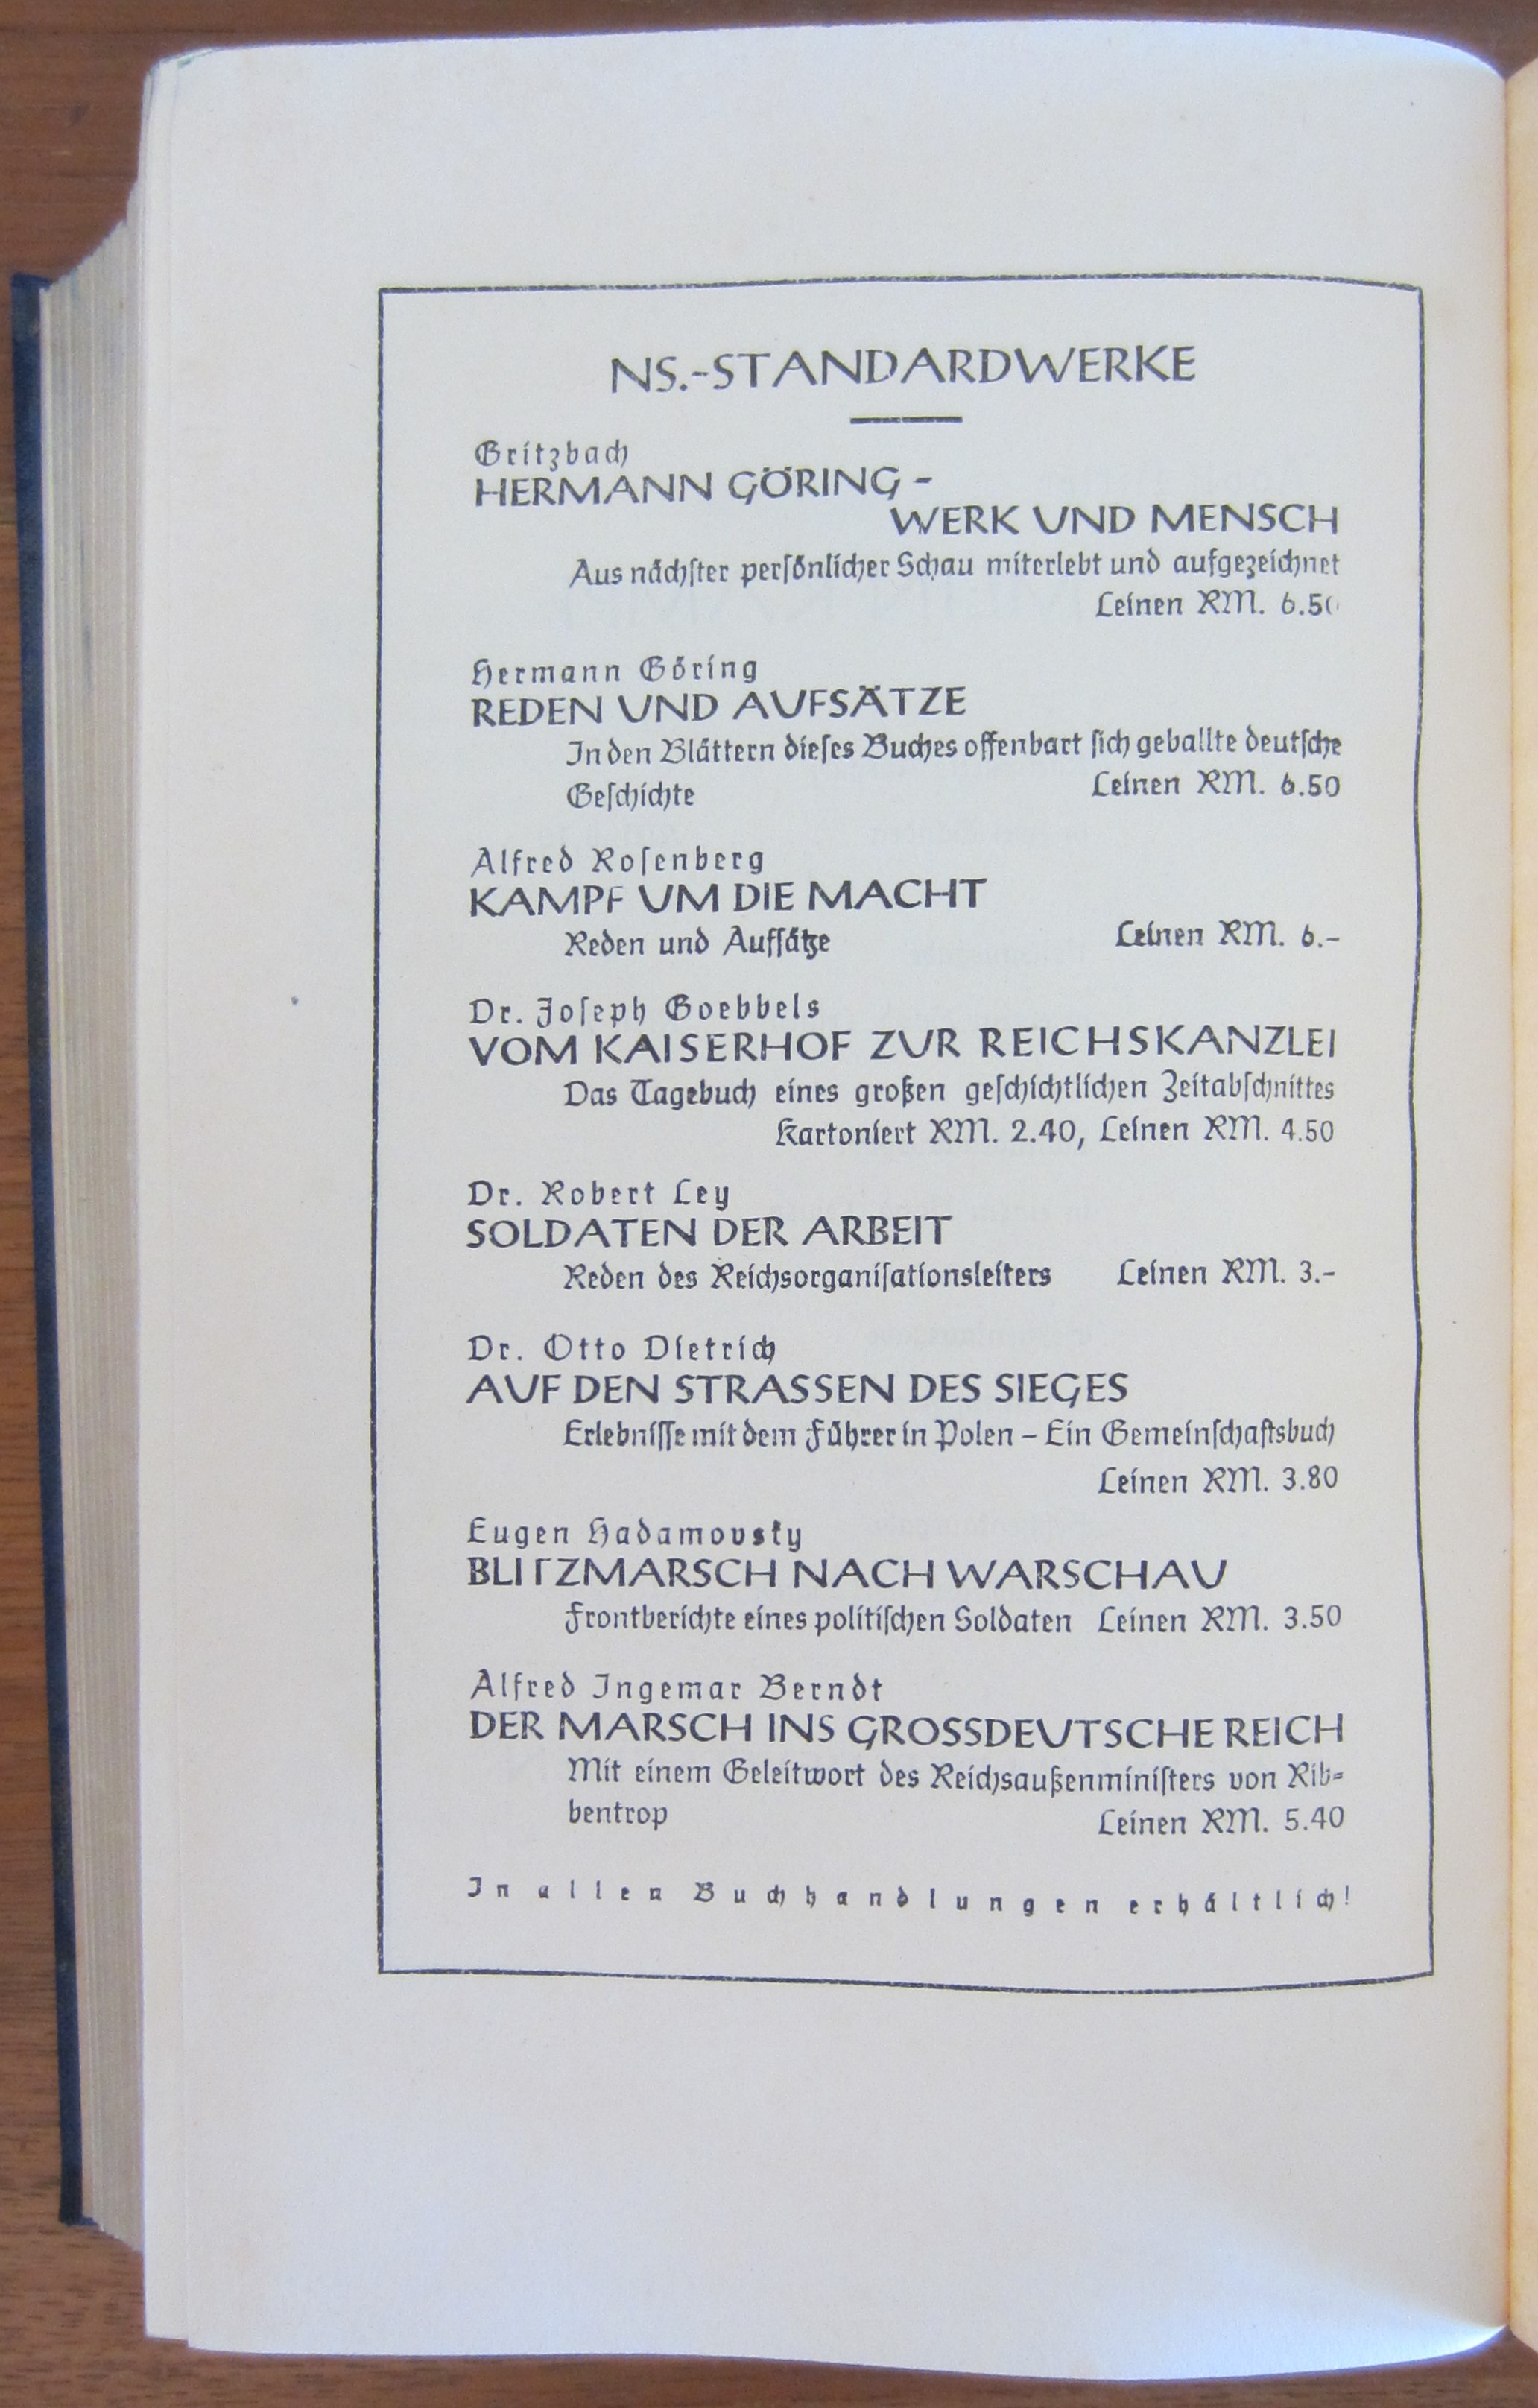 NS.-STANDARDWERKE
Gritzbach
HERMANN GÖRING -
WERK UND MENSCH
Aus nächſter perſönlicher Schau miterlebt und aufgezeichnet
Leinen RM. 6.50
Hermann Göring
REDEN UND AUFSÄTZE
In den Blättern dieſes Buches offenbart ſich geballte deutſche
Geſchichte Leinen RM. 6.50
Alfred Roſenberg
KAMPF UM DIE MACHT
Reden und Aufſätze Leinen RM. 6.–
Dr. Joſeph Goebbels
VOM KAISERHOF ZUR REICHSKANZLEI
Das Tagebuch eines großen geſchichtlichen Zeitabſchnittes
Kartoniert RM. 2.40, Leinen RM. 4.50
Dr. Robert Ley
SOLDATEN DER ARBEIT
Reden des Reichsorganiſationsleiters Leinen RM. 3.–
Dr. Otto Dietrich
AUF DEN STRASSEN DES SIEGES
Erlebniſſe mit dem Führer in Polen – Ein Gemeinſchaftsbuch
Leinen RM. 3.80
Eugen Hadamovsky
BLITZMARSCH NACH WARSCHAU
Frontberichte eines politiſchen Soldaten Leinen RM. 3.50
Alfred Ingemar Berndt
DER MARSCH INS GROSSDEUTSCHE REICH
Mit einem Geleitwort des Reichsaußenminiſters von Rib-
bentrop Leinen RM. 5.40
In allen Buchhandlungen erhältlich!